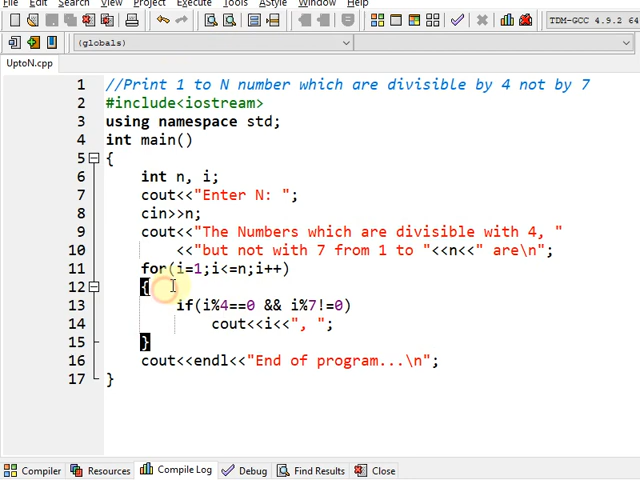 File Edit Search View Project Execute Tools AStyle Window Help
TDM-GCC 4.9.2 64
(globals)
UptoN.cpp
1 //Print 1 to N number which are divisible by 4 not by 7
2 #include<iostream>
3 using namespace std;
4 int main()
5 {
6 int n, i;
7 cout<<"Enter N: ";
8 cin>>n;
9 cout<<"The Numbers which are divisible with 4, "
10 <<"but not with 7 from 1 to "<<n<<" are\n";
11 for(i=1;i<=n;i++)
12 {
13 if(i%4==0 && i%7!=0)
14 cout<<i<<", ";
15 }
16 cout<<endl<<"End of program...\n";
17 }
Compiler Resources Compile Log Debug Find Results Close